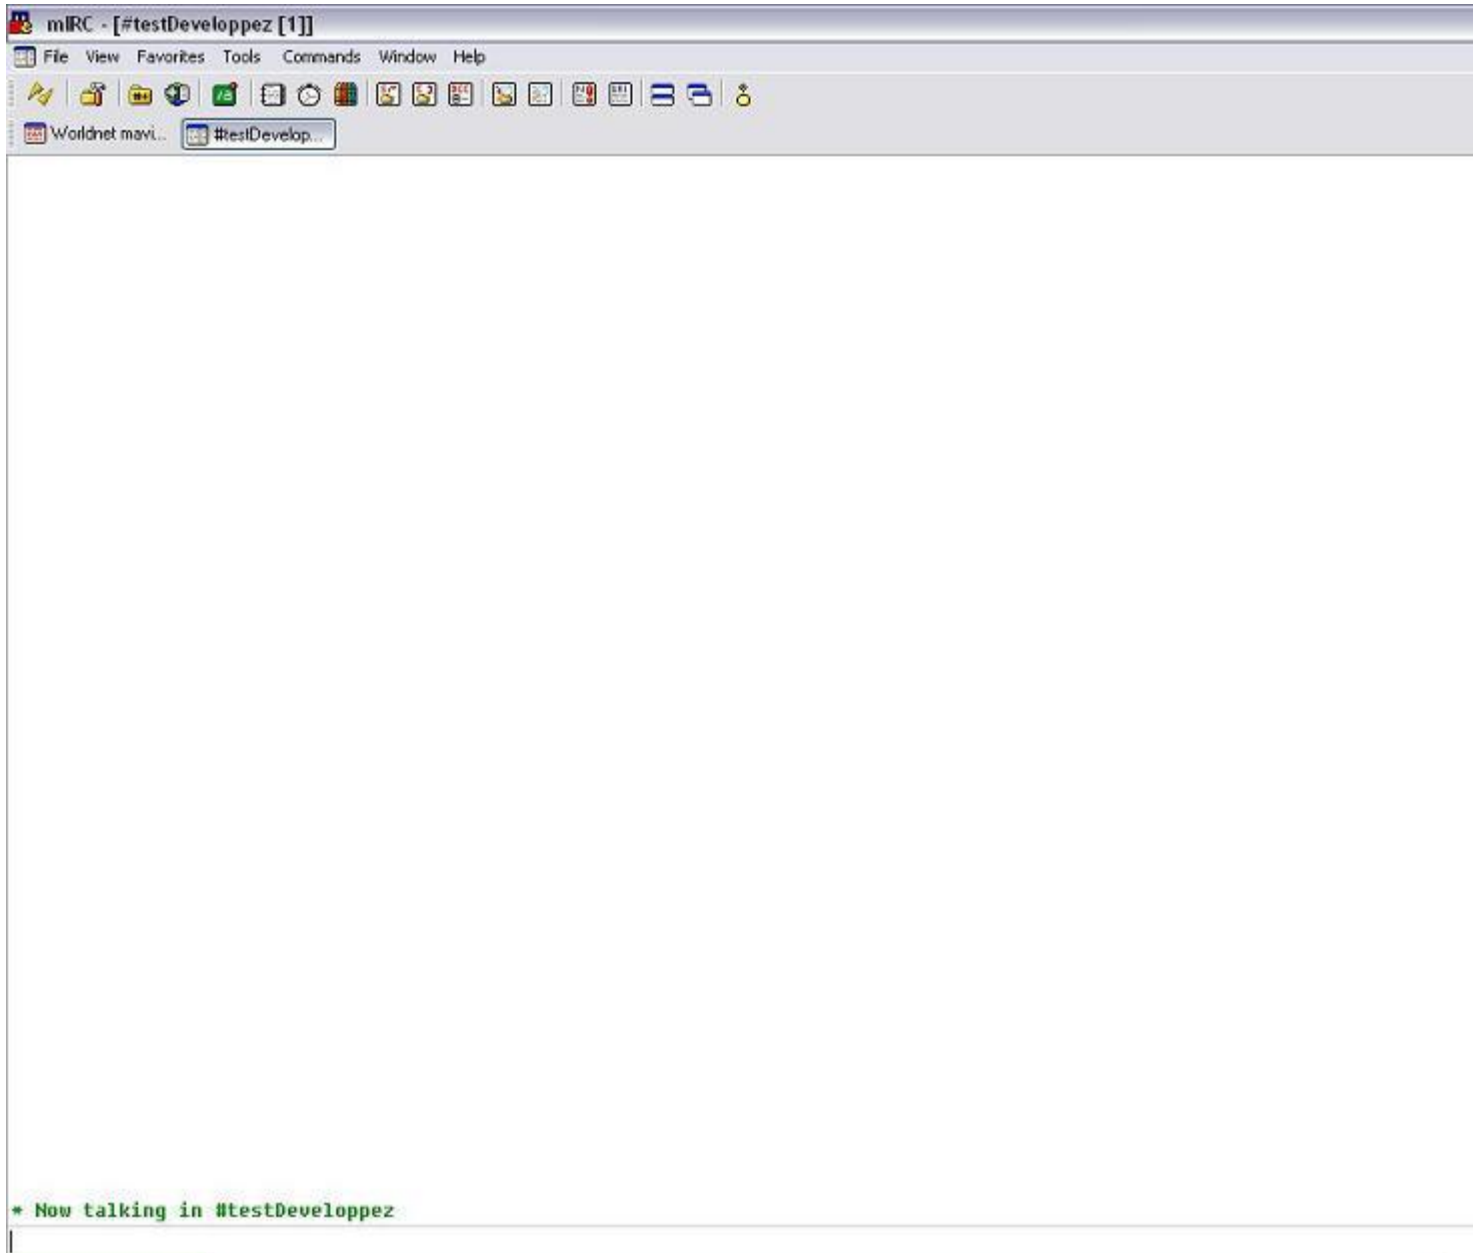 mIRC - [#testDeveloppez [1]]
File View Favorites Tools Commands Window Help
Worldnet mavi... #testDevelop...
* Now talking in #testDeveloppez